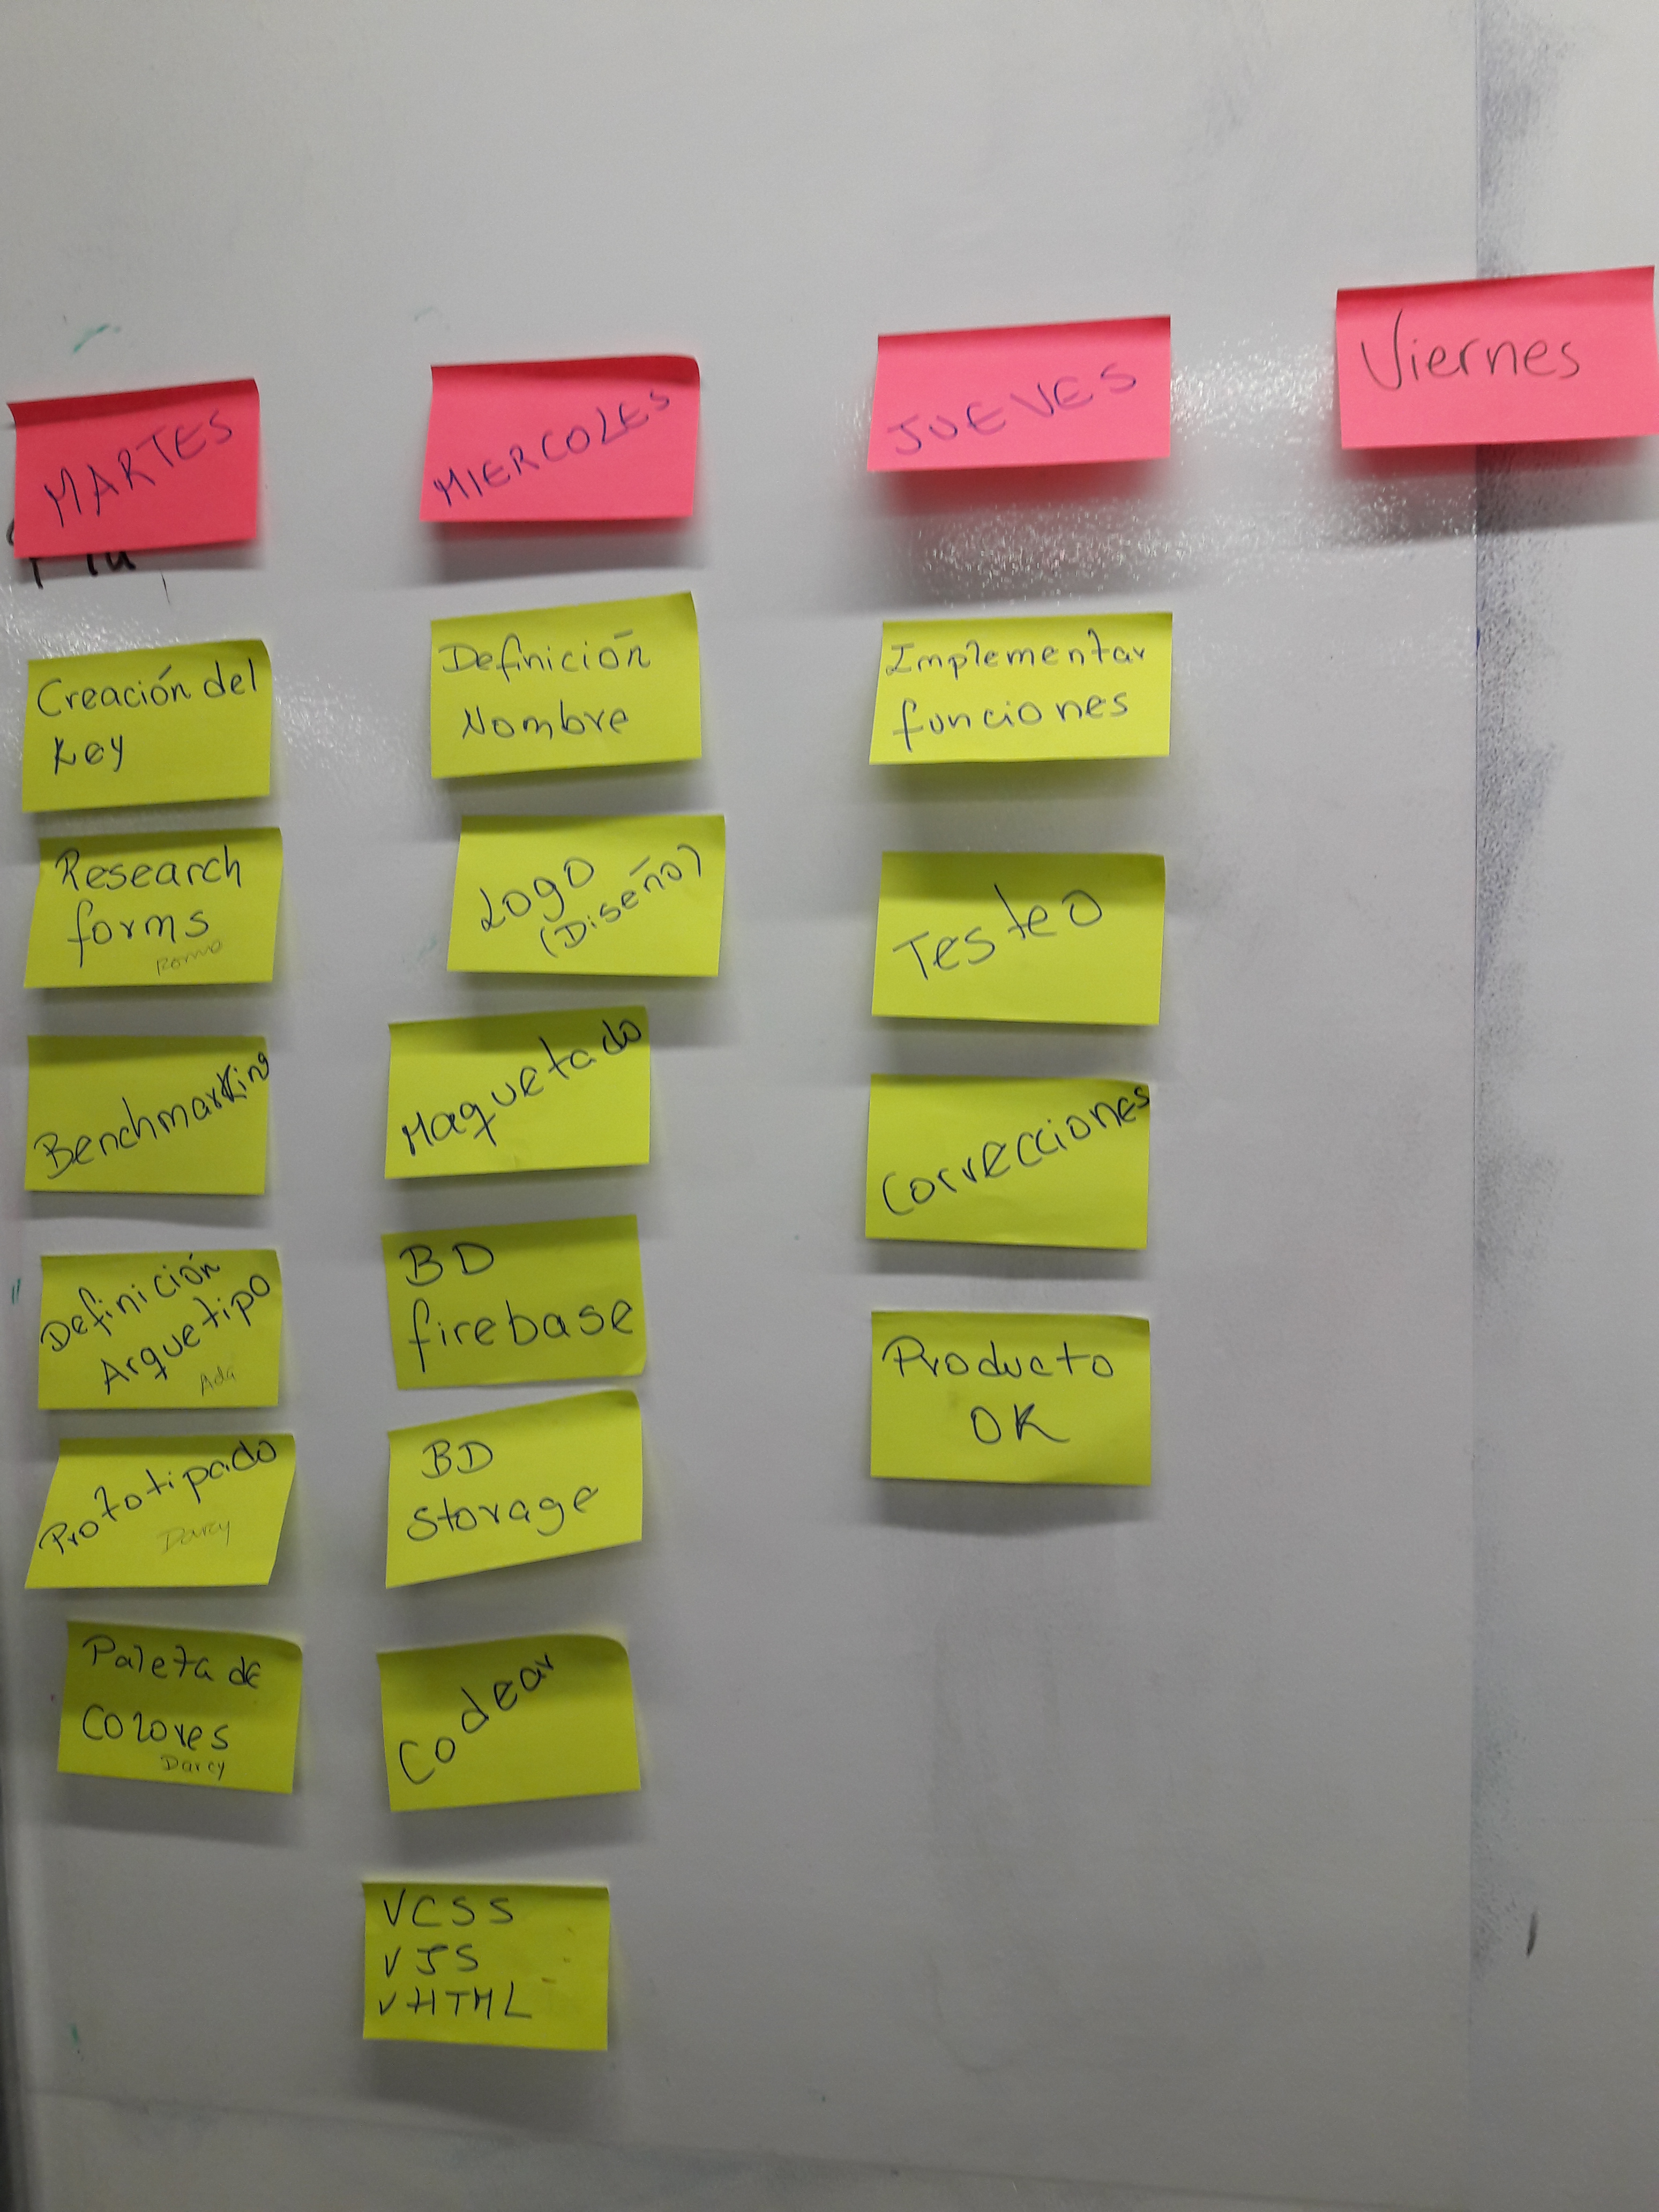 MARTES
Creación del
Key
Research
forms
Benchmarking
Definición
Arquetipo
Ada
Prototipado
Darcy
Paleta de
Colores
Darcy
MIERCOLES
Definición
Nombre
Logo
(Diseño)
Maquetado
BD
firebase
BD
Storage
Codear
✓CSS
✓JS
✓HTML
JUEVES
Implementar
funciones
Testeo
Correcciones
Producto
OK
Viernes